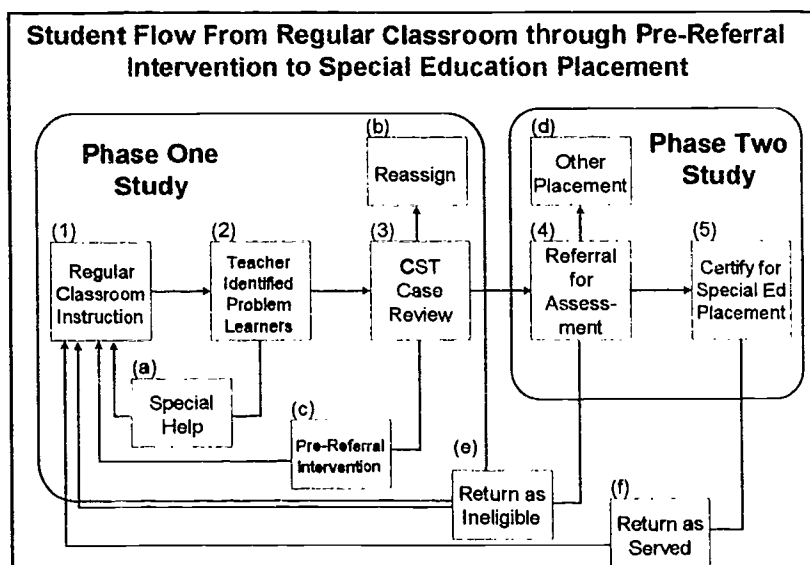 Student Flow From Regular Classroom through Pre-Referral
Intervention to Special Education Placement
Phase One
Study
Phase Two
Study
(b)
Reassign
(d)
Other
Placement
(1)
Regular
Classroom
Instruction
(2)
Teacher
Identified
Problem
Learners
(3)
CST
Case
Review
(4)
Referral
for
Assess-
ment
(5)
Certify for
Special Ed
Placement
(a)
Special
Help
(c)
Pre-Referral
Intervention
(e)
Return as
Ineligible
(f)
Return as
Served